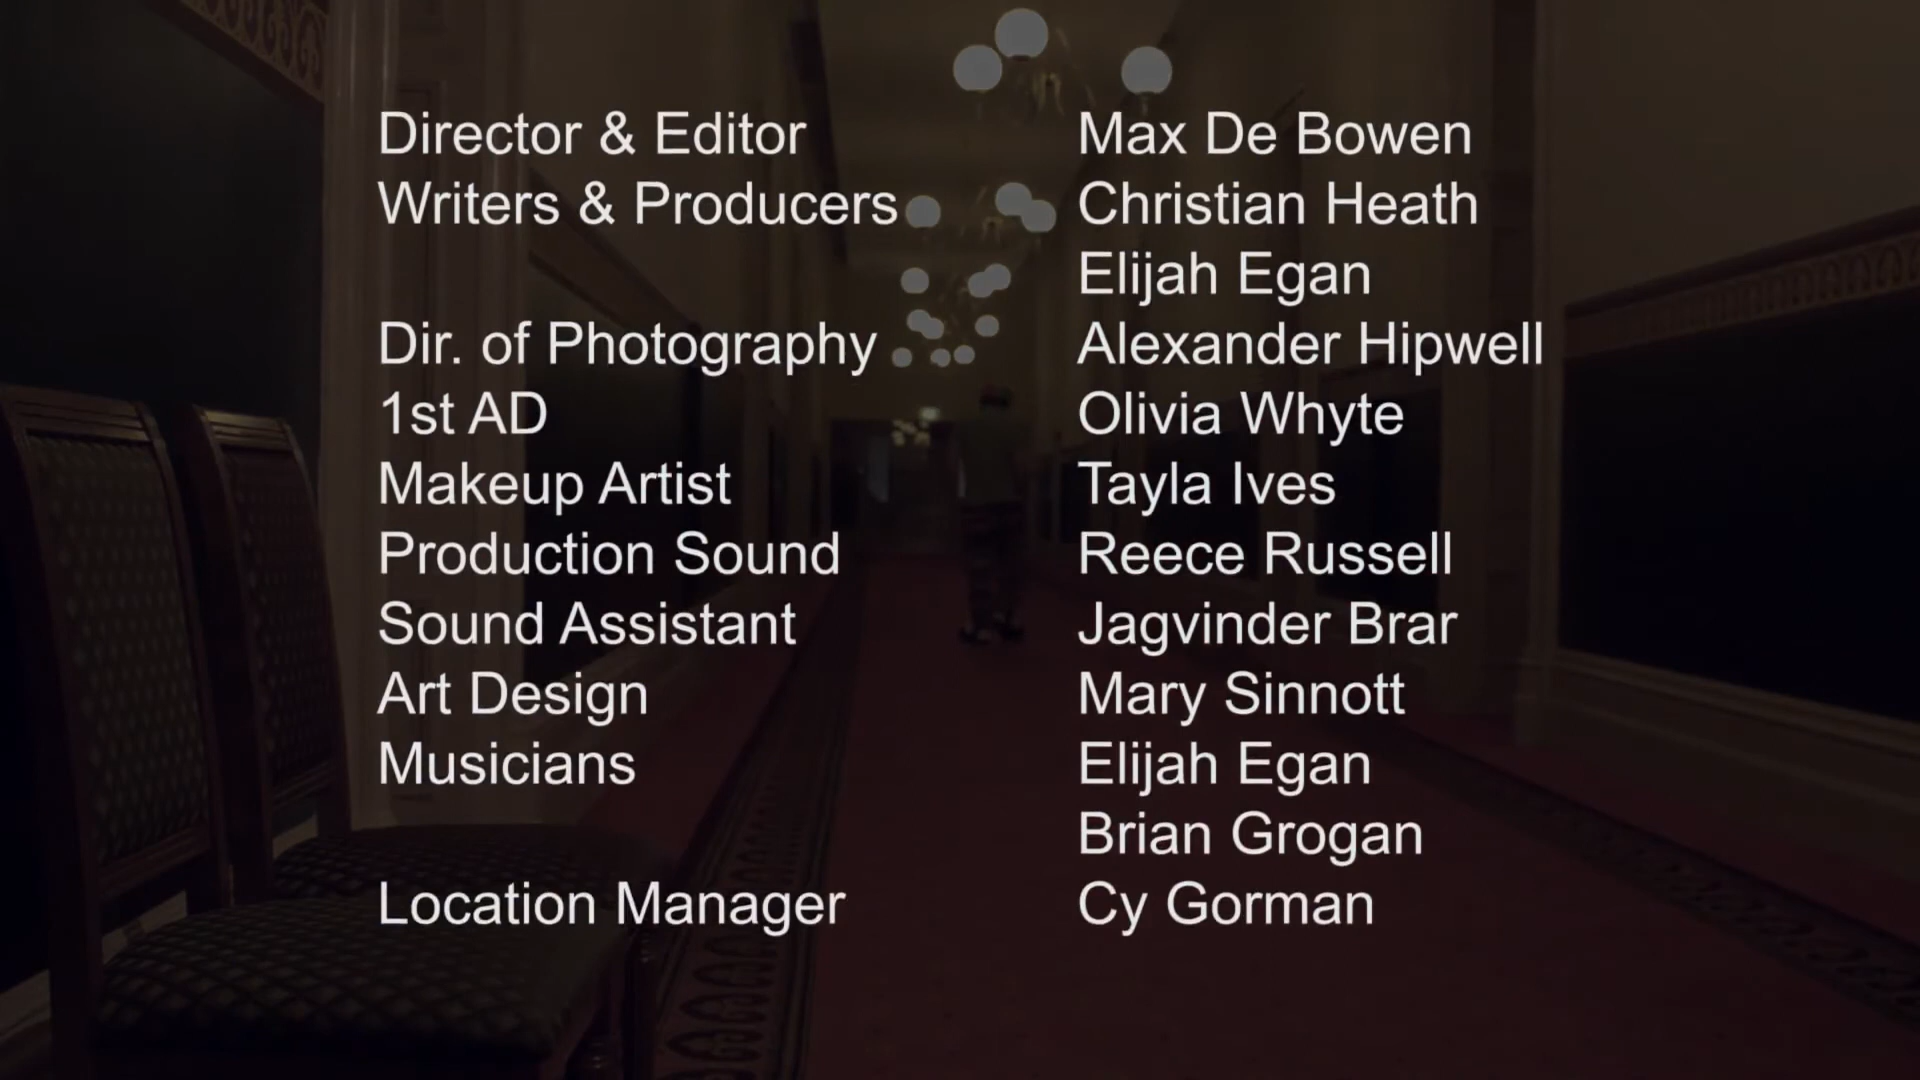 Director & Editor Max De Bowen
Writers & Producers Christian Heath
Elijah Egan
Dir. of Photography Alexander Hipwell
1st AD Olivia Whyte
Makeup Artist Tayla Ives
Production Sound Reece Russell
Sound Assistant Jagvinder Brar
Art Design Mary Sinnott
Musicians Elijah Egan
Brian Grogan
Location Manager Cy Gorman